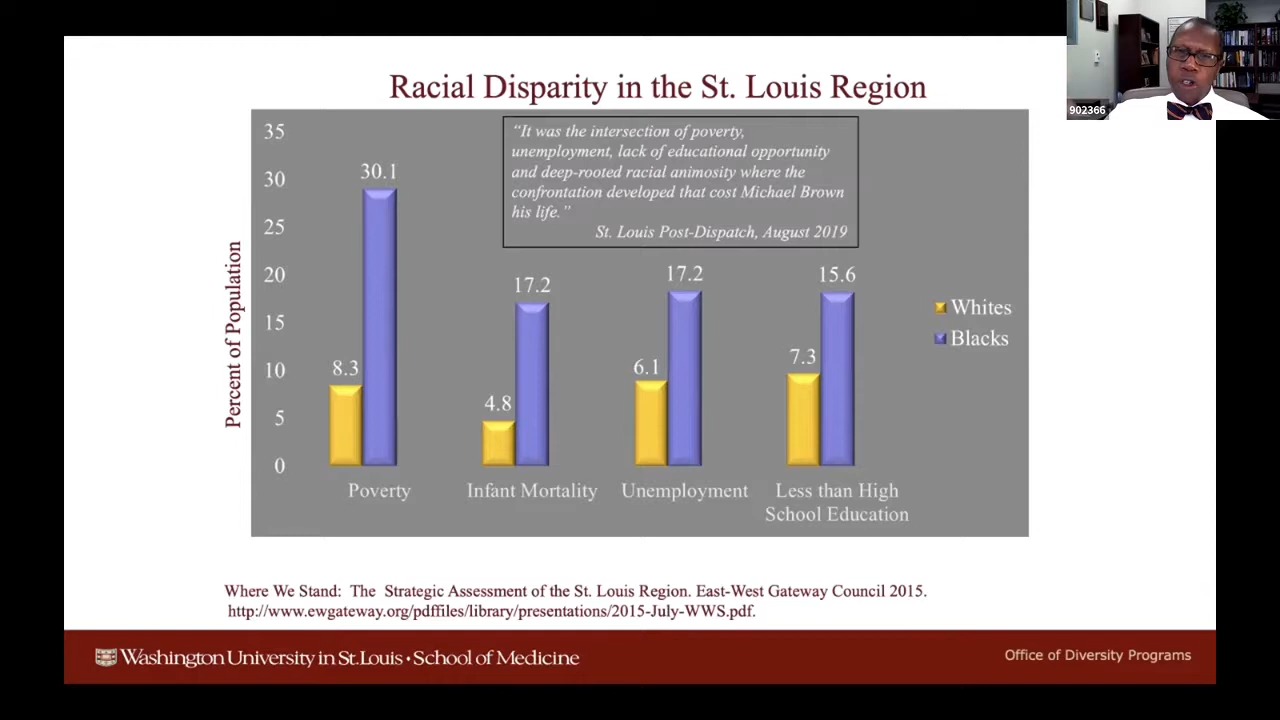 902366
Racial Disparity in the St. Louis Region
“It was the intersection of poverty,
unemployment, lack of educational opportunity
and deep-rooted racial animosity where the
confrontation developed that cost Michael Brown
his life.”
St. Louis Post-Dispatch, August 2019
Percent of Population
35
30
25
20
15
10
5
0
8.3
30.1
4.8
17.2
6.1
17.2
7.3
15.6
Poverty
Infant Mortality
Unemployment
Less than High
School Education
Whites
Blacks
Where We Stand:  The  Strategic Assessment of the St. Louis Region. East-West Gateway Council 2015.
http://www.ewgateway.org/pdffiles/library/presentations/2015-July-WWS.pdf.
Washington University in St.Louis • School of Medicine
Office of Diversity Programs